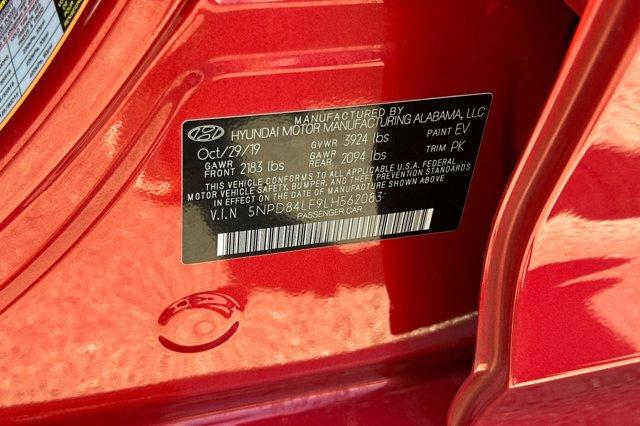 MANUFACTURED BY
HYUNDAI MOTOR MANUFACTURING ALABAMA, LLC
Oct/29/19 GVWR 3924 lbs PAINT EV
GAWR FRONT 2183 lbs GAWR REAR 2094 lbs TRIM PK
THIS VEHICLE CONFORMS TO ALL APPLICABLE U.S.A. FEDERAL
MOTOR VEHICLE SAFETY, BUMPER, AND THEFT PREVENTION STANDARDS
IN EFFECT ON THE DATE OF MANUFACTURE SHOWN ABOVE.
V.I.N 5NPD84LF9LH562083
PASSENGER CAR